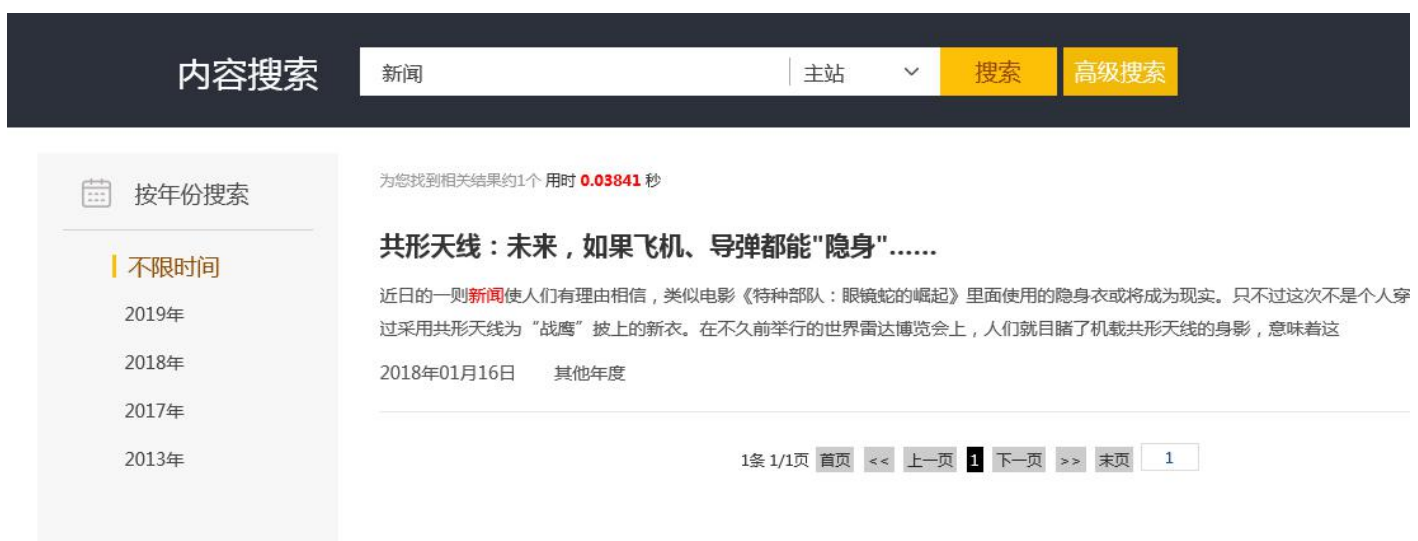 内容搜索
新闻
主站
搜索
高级搜索
按年份搜索
不限时间
2019年
2018年
2017年
2013年
为您找到相关结果约1个 用时 0.03841 秒
共形天线：未来，如果飞机、导弹都能"隐身"……
近日的一则新闻使人们有理由相信，类似电影《特种部队：眼镜蛇的崛起》里面使用的隐身衣或将成为现实。只不过这次不是个人穿
过采用共形天线为“战鹰”披上的新衣。在不久前举行的世界雷达博览会上，人们就目睹了机载共形天线的身影，意味着这
2018年01月16日 其他年度
1条 1/1页 首页 << 上一页 1 下一页 >> 末页 1